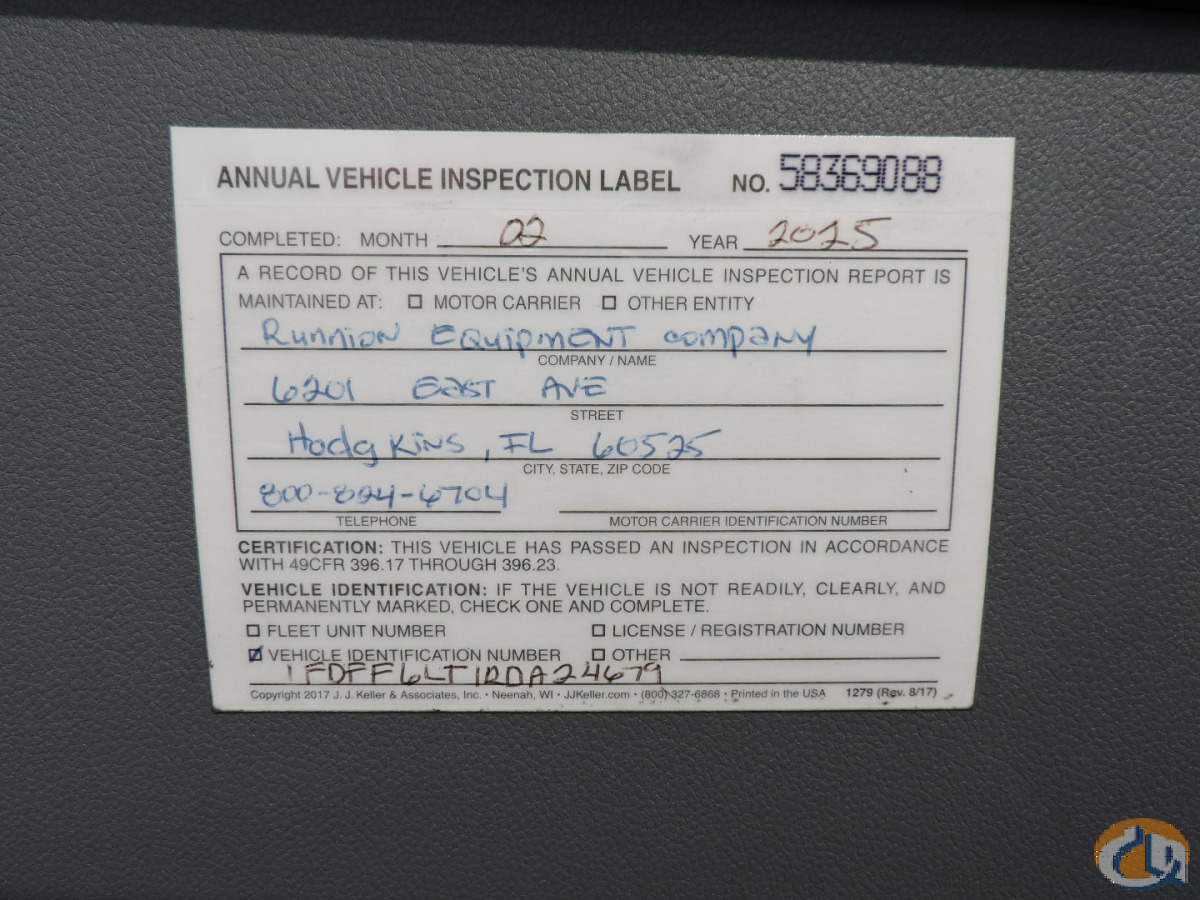 ANNUAL VEHICLE INSPECTION LABEL NO. 58369088
COMPLETED: MONTH 02 YEAR 2025
A RECORD OF THIS VEHICLE'S ANNUAL VEHICLE INSPECTION REPORT IS
MAINTAINED AT: ☐ MOTOR CARRIER ☐ OTHER ENTITY
Runnion Equipment Company
COMPANY / NAME
6201 East Ave
STREET
Hodgkins, IL 60525
CITY, STATE, ZIP CODE
800-824-6704
TELEPHONE MOTOR CARRIER IDENTIFICATION NUMBER
CERTIFICATION: THIS VEHICLE HAS PASSED AN INSPECTION IN ACCORDANCE
WITH 49CFR 396.17 THROUGH 396.23.
VEHICLE IDENTIFICATION: IF THE VEHICLE IS NOT READILY, CLEARLY, AND
PERMANENTLY MARKED, CHECK ONE AND COMPLETE.
☐ FLEET UNIT NUMBER ☐ LICENSE / REGISTRATION NUMBER
☑ VEHICLE IDENTIFICATION NUMBER ☐ OTHER
1FDFF6LT1RDA24679
Copyright 2017 J. J. Keller & Associates, Inc. • Neenah, WI • JJKeller.com • (800) 327-6868 • Printed in the USA 1279 (Rev. 8/17)